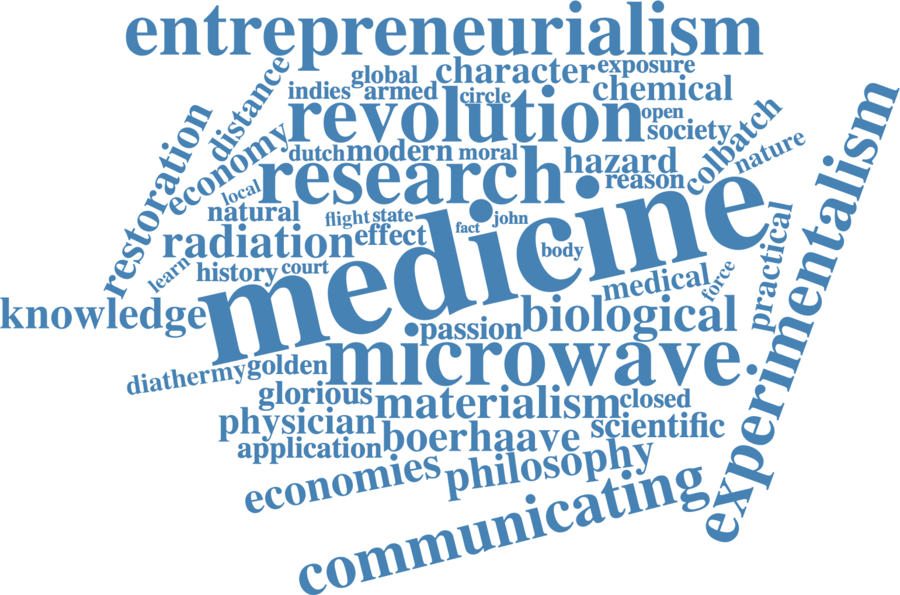 entrepreneurialism
global
character
exposure
distance
indies
armed
circle
chemical
revolution
open
society
restoration
economy
dutch
modern
moral
hazard
colbatch
nature
local
research
reason
experimentalism
natural
flight
state
fact
john
radiation
effect
body
practical
learn
history
court
medicine
medical
force
knowledge
passion
biological
diathermy
golden
microwave
glorious
materialism
closed
physician
boerhaave
scientific
application
economies
philosophy
communicating